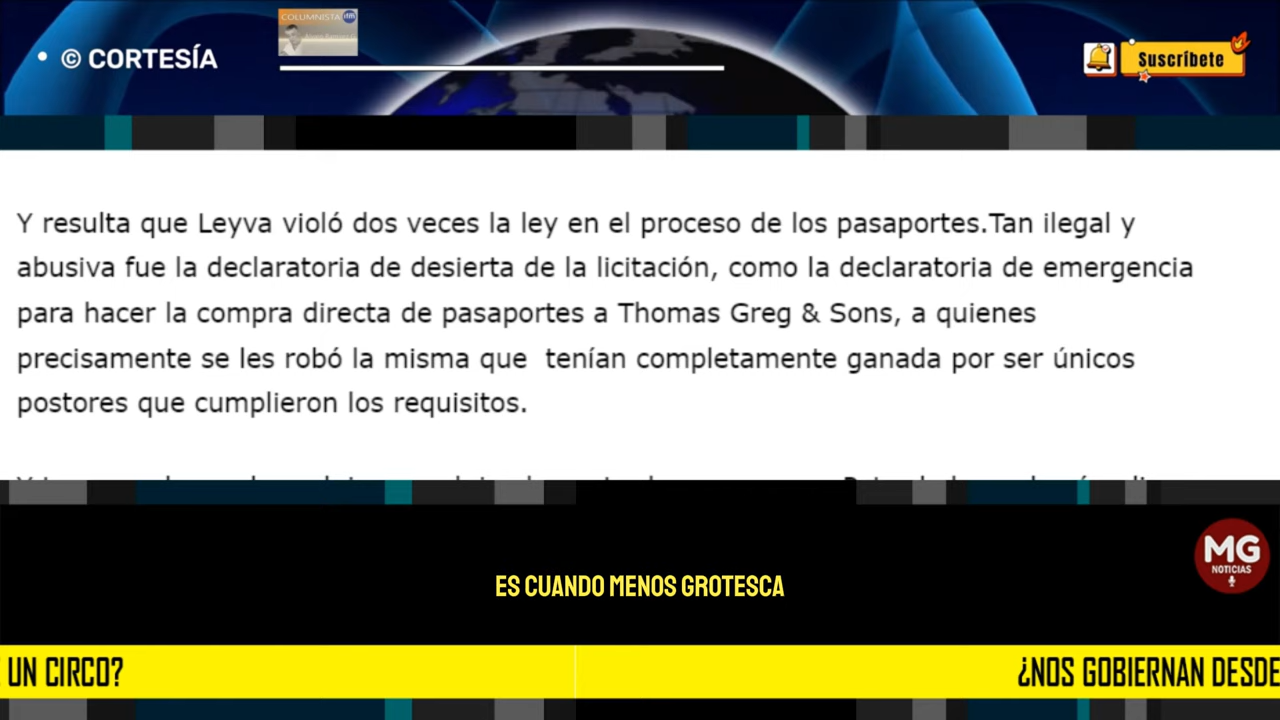 • © CORTESÍA
COLUMNISTA ifm
Suscríbete
Y resulta que Leyva violó dos veces la ley en el proceso de los pasaportes.Tan ilegal y
abusiva fue la declaratoria de desierta de la licitación, como la declaratoria de emergencia
para hacer la compra directa de pasaportes a Thomas Greg & Sons, a quienes
precisamente se les robó la misma que  tenían completamente ganada por ser únicos
postores que cumplieron los requisitos.
MG
NOTICIAS
ES CUANDO MENOS GROTESCA
UN CIRCO?
¿NOS GOBIERNAN DESDE